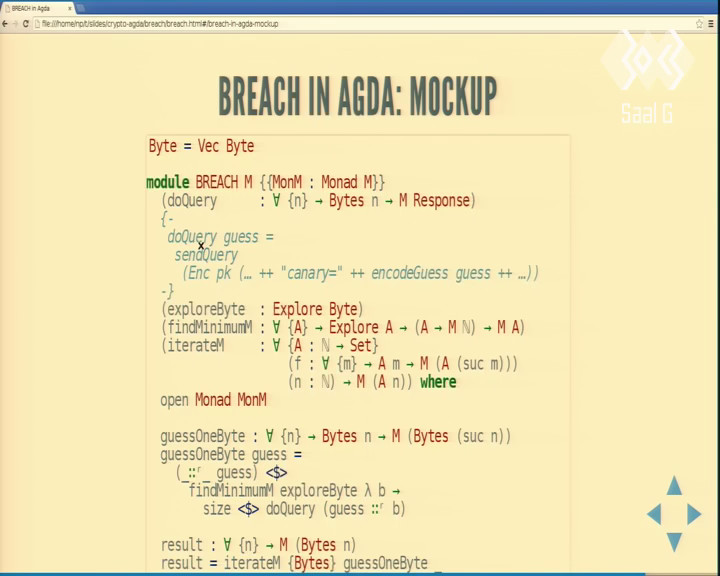 BREACH in Agda
file:///home/np/t/slides/crypto-agda/breach/breach.html#/breach-in-agda-mockup
Saal G
BREACH IN AGDA: MOCKUP
Byte = Vec Byte
module BREACH M {{MonM : Monad M}}
(doQuery : ∀ {n} → Bytes n → M Response)
{-
doQuery guess =
sendQuery
(Enc pk (… ++ "canary=" ++ encodeGuess guess ++ …))
-}
(exploreByte : Explore Byte)
(findMinimumM : ∀ {A} → Explore A → (A → M ℕ) → M A)
(iterateM : ∀ {A : ℕ → Set}
(f : ∀ {m} → A m → M (A (suc m)))
(n : ℕ) → M (A n)) where
open Monad MonM
guessOneByte : ∀ {n} → Bytes n → M (Bytes (suc n))
guessOneByte guess =
(_∷ʳ_ guess) <$>
findMinimumM exploreByte λ b →
size <$> doQuery (guess ∷ʳ b)
result : ∀ {n} → M (Bytes n)
result = iterateM {Bytes} guessOneByte _